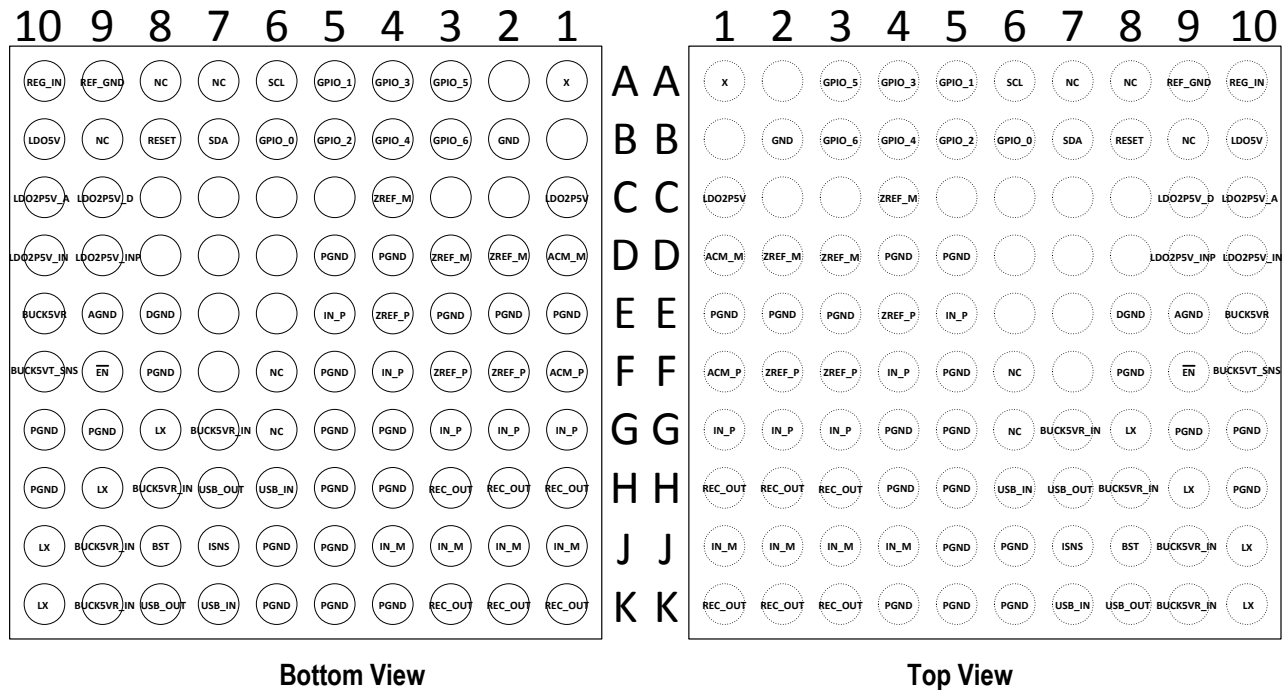 10 9 8 7 6 5 4 3 2 1 1 2 3 4 5 6 7 8 9 10
REG_IN REF_GND NC NC SCL GPIO_1 GPIO_3 GPIO_5 X A A X GPIO_5 GPIO_3 GPIO_1 SCL NC NC REF_GND REG_IN
LDO5V NC RESET SDA GPIO_0 GPIO_2 GPIO_4 GPIO_6 GND B B GND GPIO_6 GPIO_4 GPIO_2 GPIO_0 SDA RESET NC LDO5V
LDO2P5V_A LDO2P5V_D ZREF_M LDO2P5V C C LDO2P5V ZREF_M LDO2P5V_D LDO2P5V_A
LDO2P5V_IN LDO2P5V_INP PGND PGND ZREF_M ZREF_M ACM_M D D ACM_M ZREF_M ZREF_M PGND PGND LDO2P5V_INP LDO2P5V_IN
BUCK5VR AGND DGND IN_P ZREF_P PGND PGND PGND E E PGND PGND PGND ZREF_P IN_P DGND AGND BUCK5VR
BUCK5VT_SNS EN PGND NC PGND IN_P ZREF_P ZREF_P ACM_P F F ACM_P ZREF_P ZREF_P IN_P PGND NC PGND EN BUCK5VT_SNS
PGND PGND LX BUCK5VR_IN NC PGND PGND IN_P IN_P IN_P G G IN_P IN_P IN_P PGND PGND NC BUCK5VR_IN LX PGND PGND
PGND LX BUCK5VR_IN USB_OUT USB_IN PGND PGND REC_OUT REC_OUT REC_OUT H H REC_OUT REC_OUT REC_OUT PGND PGND USB_IN USB_OUT BUCK5VR_IN LX PGND
LX BUCK5VR_IN BST ISNS PGND PGND IN_M IN_M IN_M IN_M J J IN_M IN_M IN_M IN_M PGND PGND ISNS BST BUCK5VR_IN LX
LX BUCK5VR_IN USB_OUT USB_IN PGND PGND PGND REC_OUT REC_OUT REC_OUT K K REC_OUT REC_OUT REC_OUT PGND PGND PGND USB_IN USB_OUT BUCK5VR_IN LX
Bottom View Top View